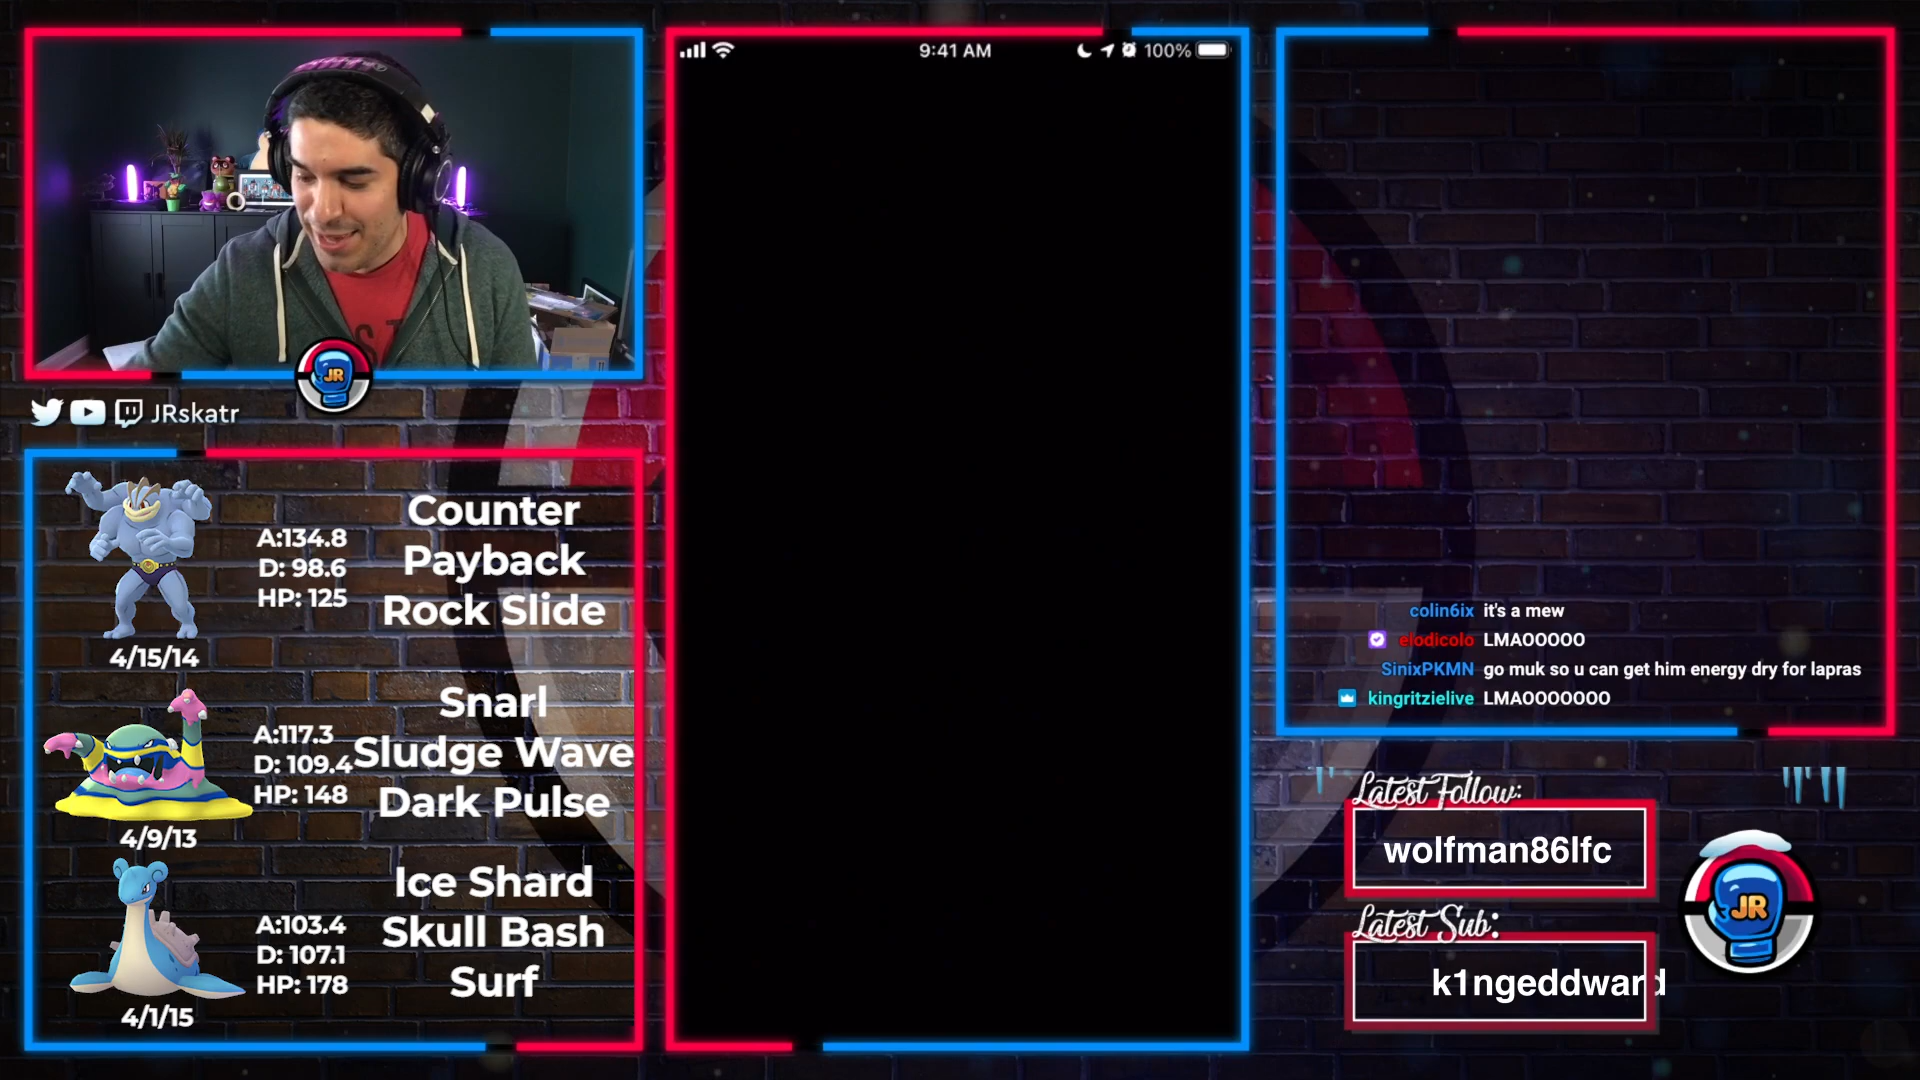 9:41 AM
100%
JR
JRskatr
A:134.8
D: 98.6
HP: 125
Counter
Payback
Rock Slide
4/15/14
A:117.3
D: 109.4
HP: 148
Snarl
Sludge Wave
Dark Pulse
4/9/13
A:103.4
D: 107.1
HP: 178
Ice Shard
Skull Bash
Surf
4/1/15
colin6ix it's a mew
elodicolo LMAOOOOO
SinixPKMN go muk so u can get him energy dry for lapras
kingritzielive LMAOOOOOOO
Latest Follow:
wolfman86lfc
Latest Sub:
k1ngeddward
JR